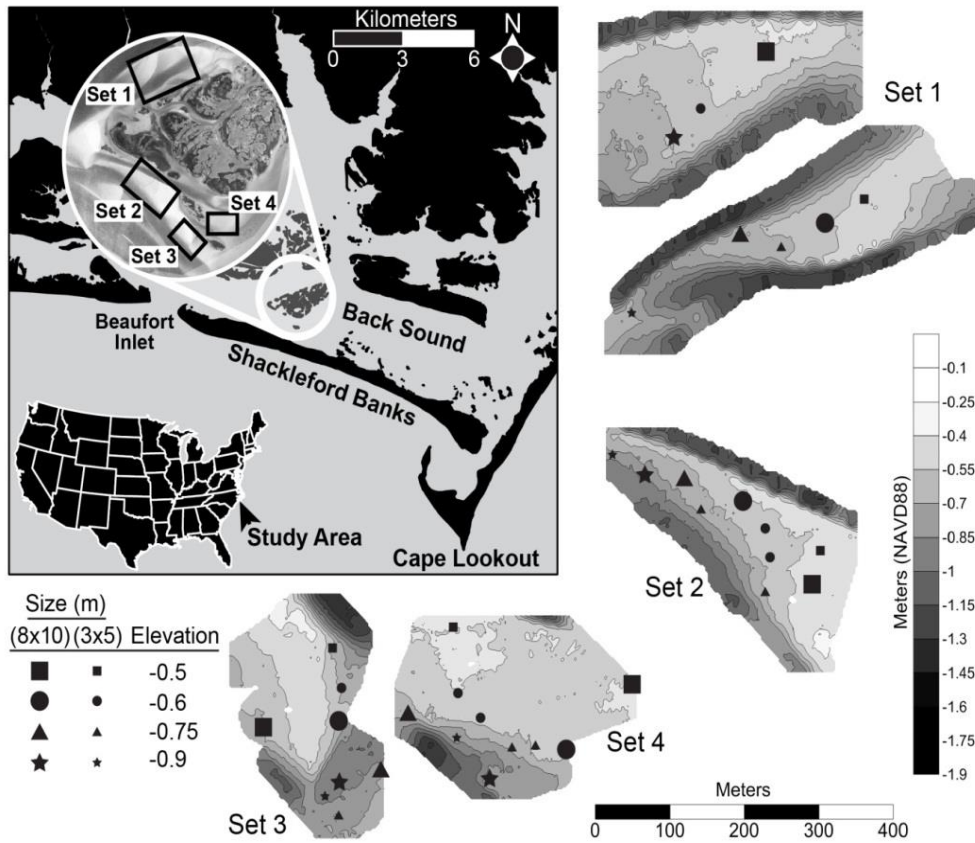 Kilometers
0 3 6
N
Set 1
Set 2
Set 4
Set 3
Beaufort
Inlet
Back Sound
Shackleford Banks
Study Area
Cape Lookout
Set 1
Set 2
-0.1
-0.25
-0.4
-0.55
-0.7
-0.85
-1
-1.15
-1.3
-1.45
-1.6
-1.75
-1.9
Meters (NAVD88)
Size (m)
(8x10) (3x5) Elevation
-0.5
-0.6
-0.75
-0.9
Set 3
Set 4
Meters
0 100 200 300 400